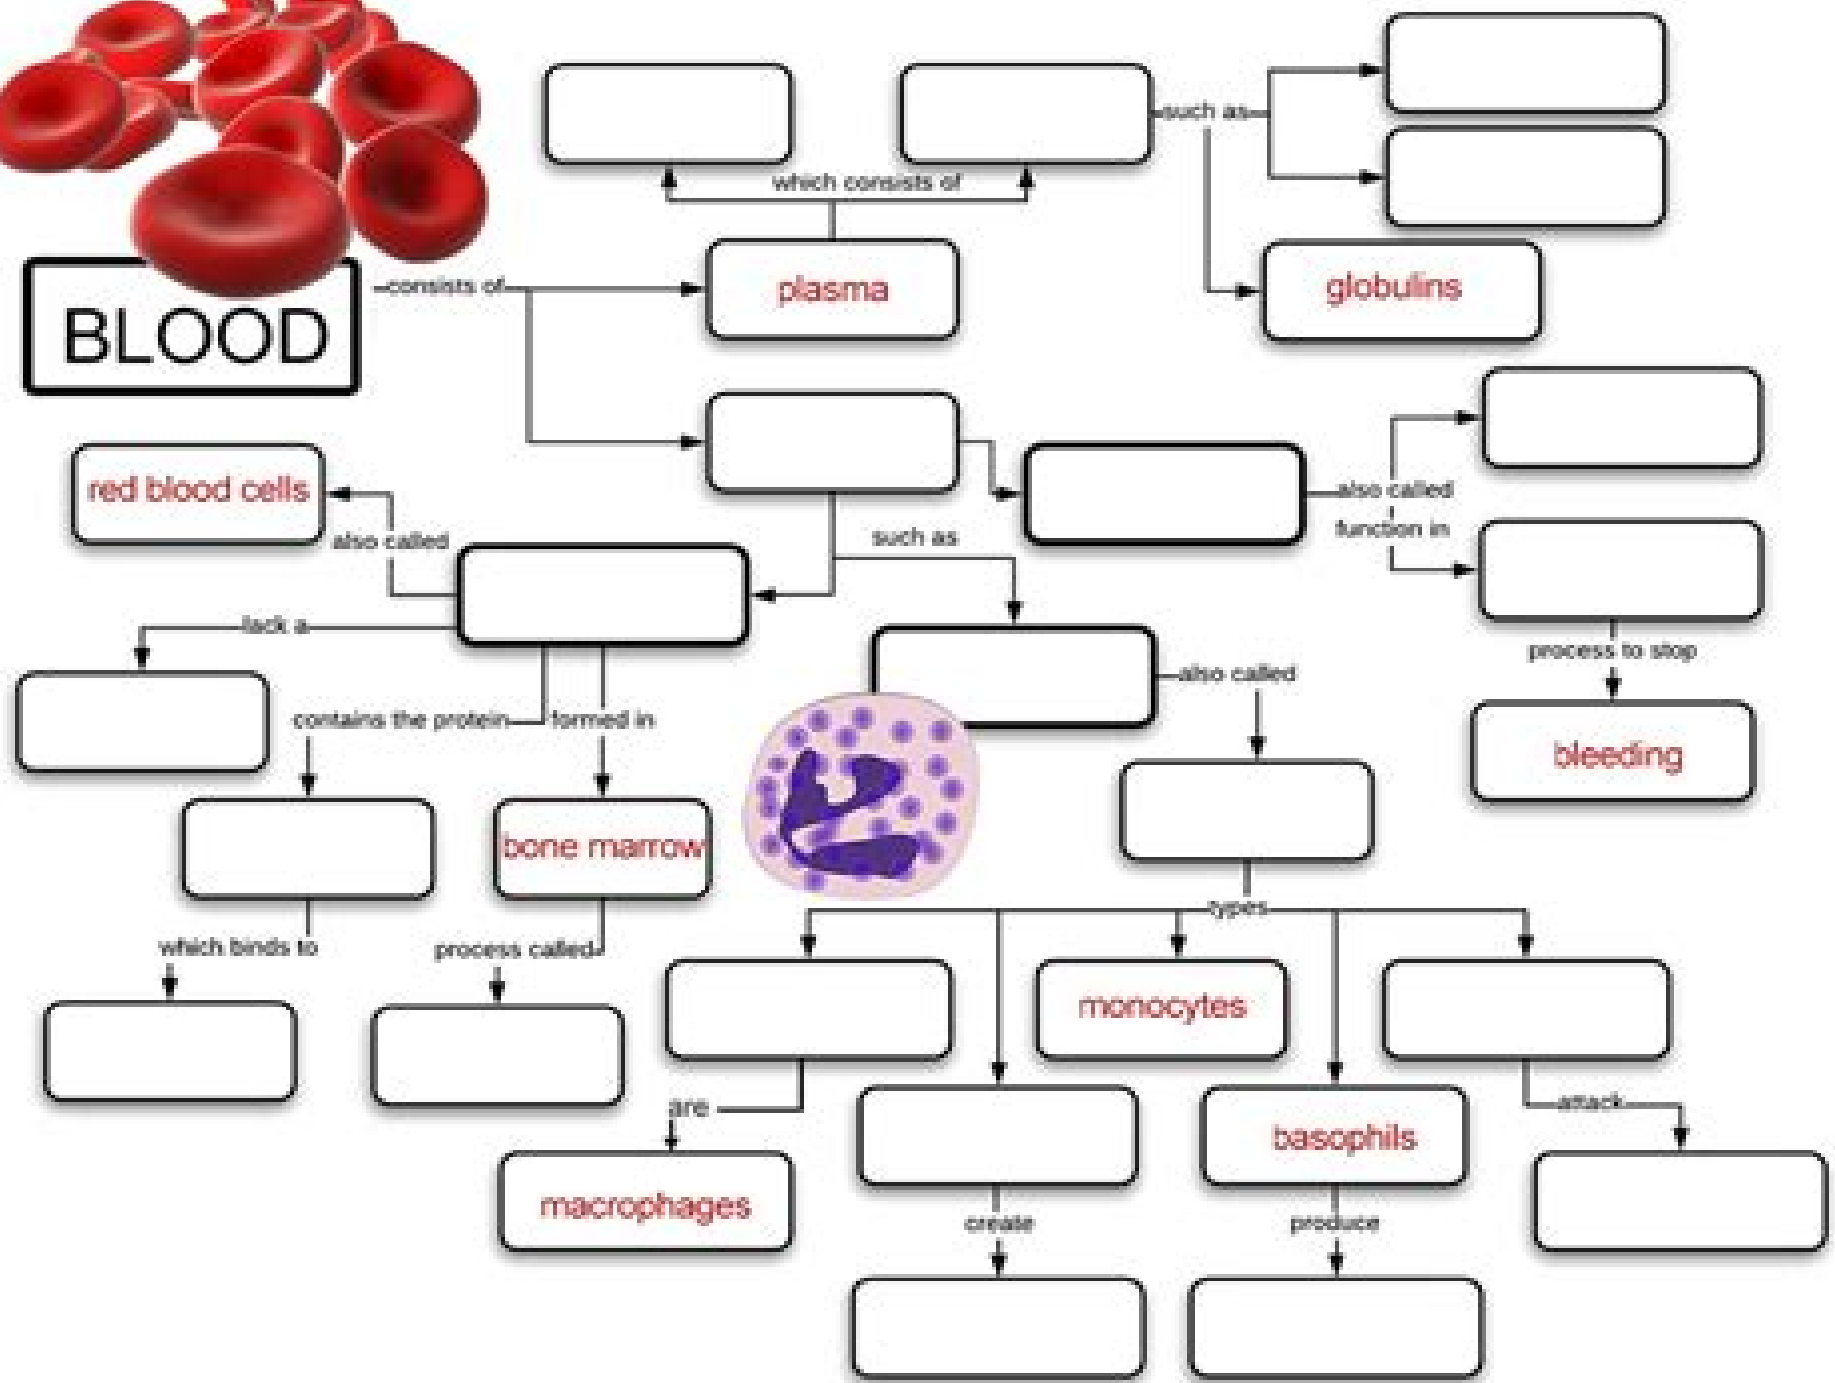 such as
which consists of
consists of
plasma
globulins
BLOOD
red blood cells
also called
also called
function in
such as
lack a
also called
process to stop
contains the protein
formed in
bleeding
bone marrow
types
which binds to
process called
monocytes
are
attack
basophils
macrophages
create
produce